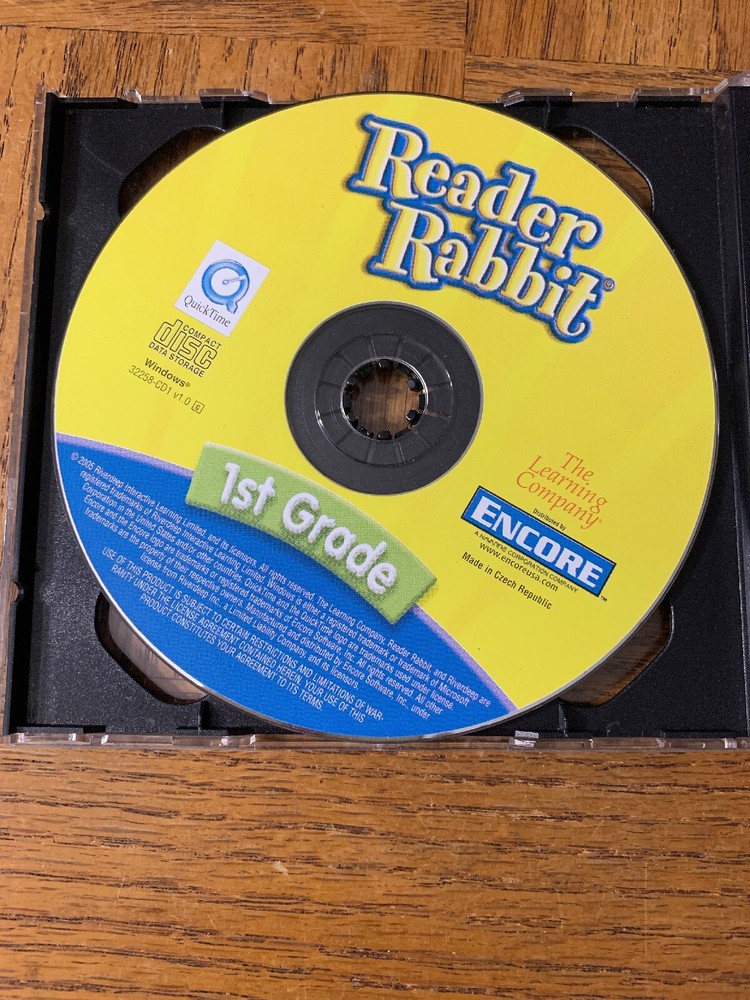 Reader
Rabbit®
QuickTime
COMPACT
disc
DATA STORAGE
Windows®
32258-CD1 v1.0 G
1st Grade
The
Learning
Company®
Distributed by
ENCORE™
A NAVARRE CORPORATION COMPANY
www.encoreusa.com
Made in Czech Republic
© 2005 Riverdeep Interactive Learning Limited, and its licensors. All rights reserved. The Learning Company, Reader Rabbit, and Riverdeep are
registered trademarks of Riverdeep Interactive Learning Limited. Windows is either a registered trademark or trademark of Microsoft
Corporation in the United States and/or other countries. QuickTime and the QuickTime logo are trademarks used under license.
Encore and the Encore logo are trademarks or registered trademarks of Encore Software, Inc. All rights reserved. All other
trademarks are the property of their respective owners. Manufactured and distributed by Encore Software, Inc., under
license from Riverdeep Inc., a Limited Liability Company and its licensors.
USE OF THIS PRODUCT IS SUBJECT TO CERTAIN RESTRICTIONS AND LIMITATIONS OF WAR-
RANTY UNDER THE LICENSE AGREEMENT CONTAINED HEREIN. YOUR USE OF THIS
PRODUCT CONSTITUTES YOUR AGREEMENT TO ITS TERMS.